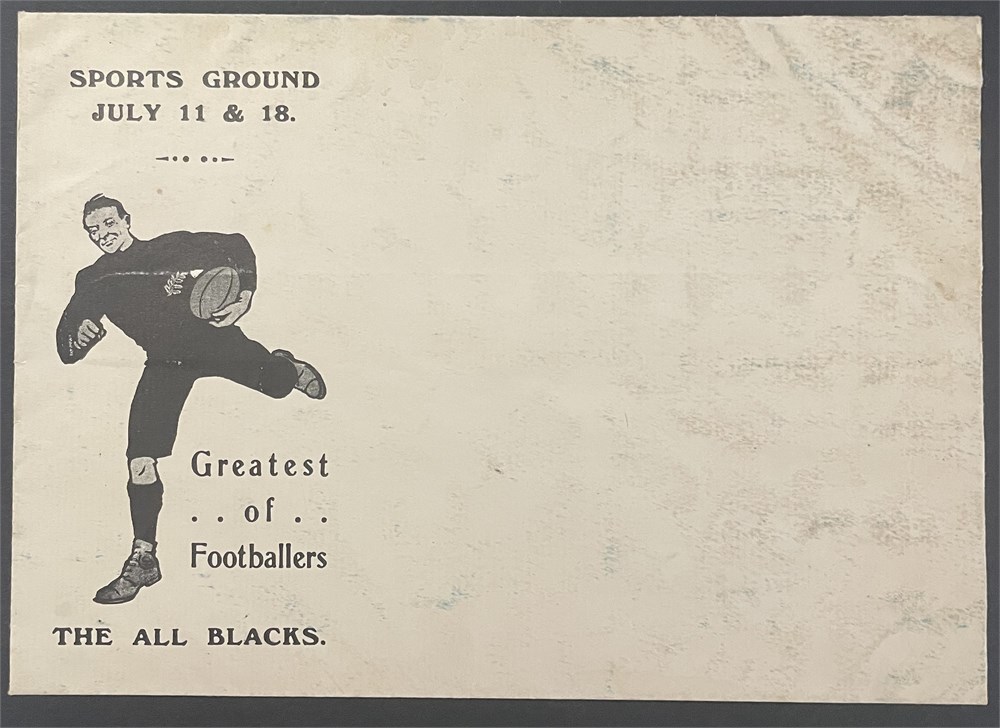 SPORTS GROUND
JULY 11 & 18.
Greatest
. . of . .
Footballers
THE ALL BLACKS.